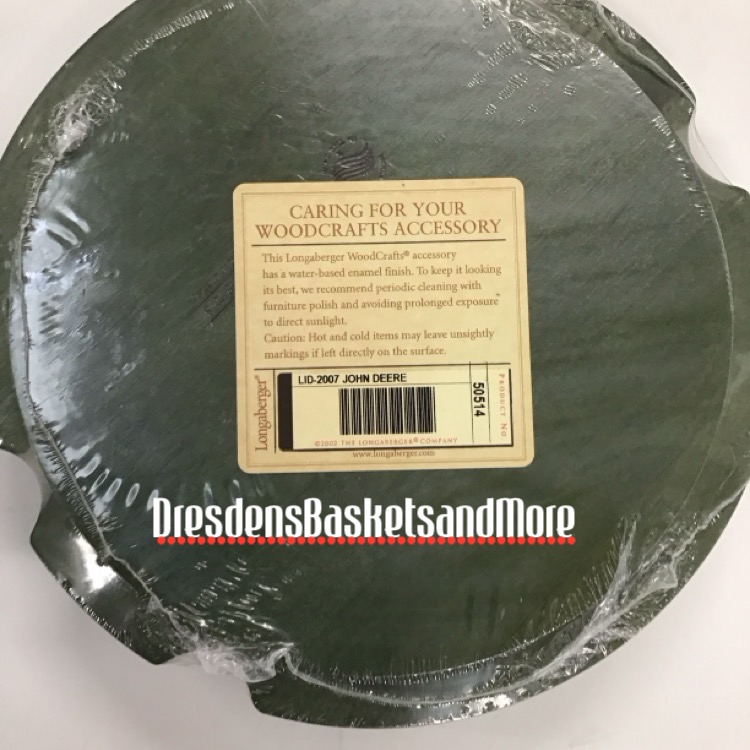 CARING FOR YOUR
WOODCRAFTS ACCESSORY
This Longaberger WoodCrafts® accessory
has a water-based enamel finish. To keep it looking
its best, we recommend periodic cleaning with
furniture polish and avoiding prolonged exposure
to direct sunlight.
Caution: Hot and cold items may leave unsightly
markings if left directly on the surface.
Longaberger®
LID-2007 JOHN DEERE
50514
PRODUCT NO
©2002 THE LONGABERGER® COMPANY
www.longaberger.com
DresdensBasketsandMore